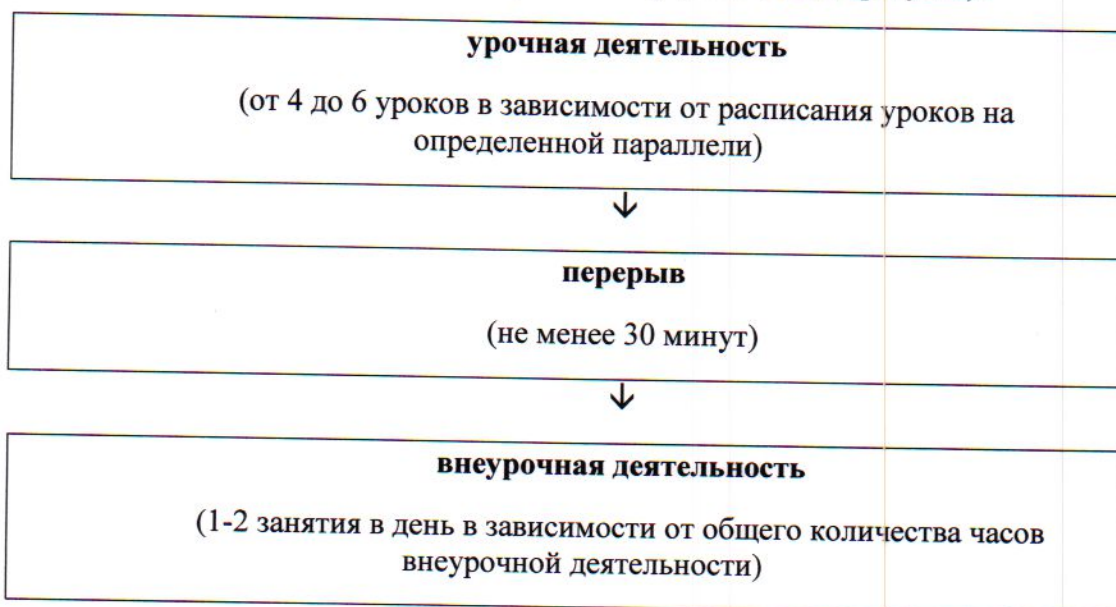 урочная деятельность
(от 4 до 6 уроков в зависимости от расписания уроков на
определенной параллели)
↓
перерыв
(не менее 30 минут)
↓
внеурочная деятельность
(1-2 занятия в день в зависимости от общего количества часов
внеурочной деятельности)